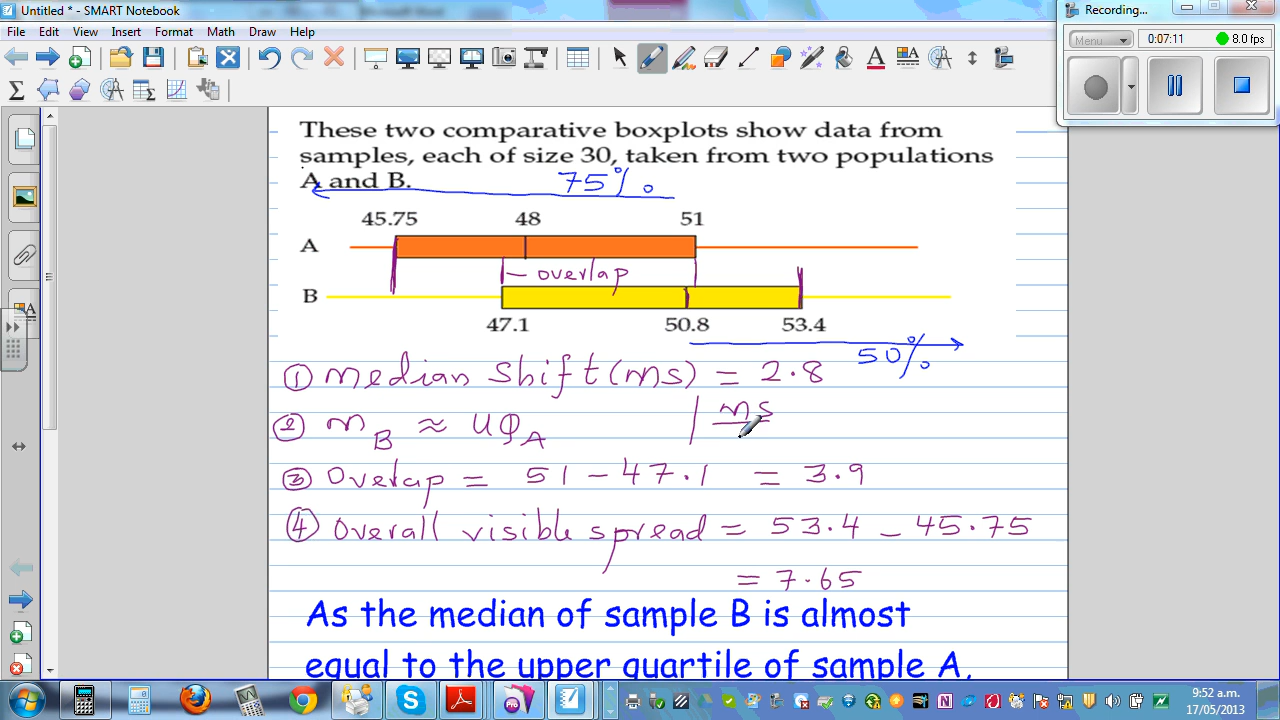 Untitled * - SMART Notebook
Recording...
File Edit View Insert Format Math Draw Help
Menu
0:07:11
8.0 fps
These two comparative boxplots show data from
samples, each of size 30, taken from two populations
A and B.
75%
45.75 48 51
A
overlap
B
47.1 50.8 53.4
50%
① Median Shift (MS) = 2.8
② m_B ≈ UQ_A
MS
③ Overlap = 51 - 47.1 = 3.9
④ Overall visible spread = 53.4 - 45.75
= 7.65
As the median of sample B is almost
equal to the upper quartile of sample A,
9:52 a.m.
17/05/2013